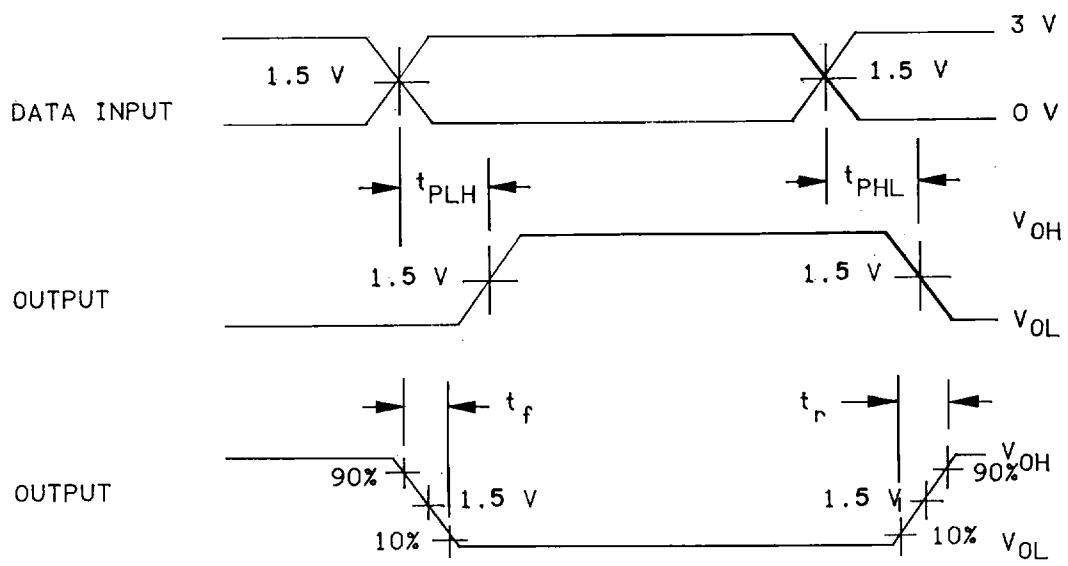 3 V
1.5 V
1.5 V
DATA INPUT
0 V
tPLH
tPHL
VOH
1.5 V
1.5 V
OUTPUT
VOL
tf
tr
VOH
90%
90%
OUTPUT
1.5 V
1.5 V
10%
10%
VOL